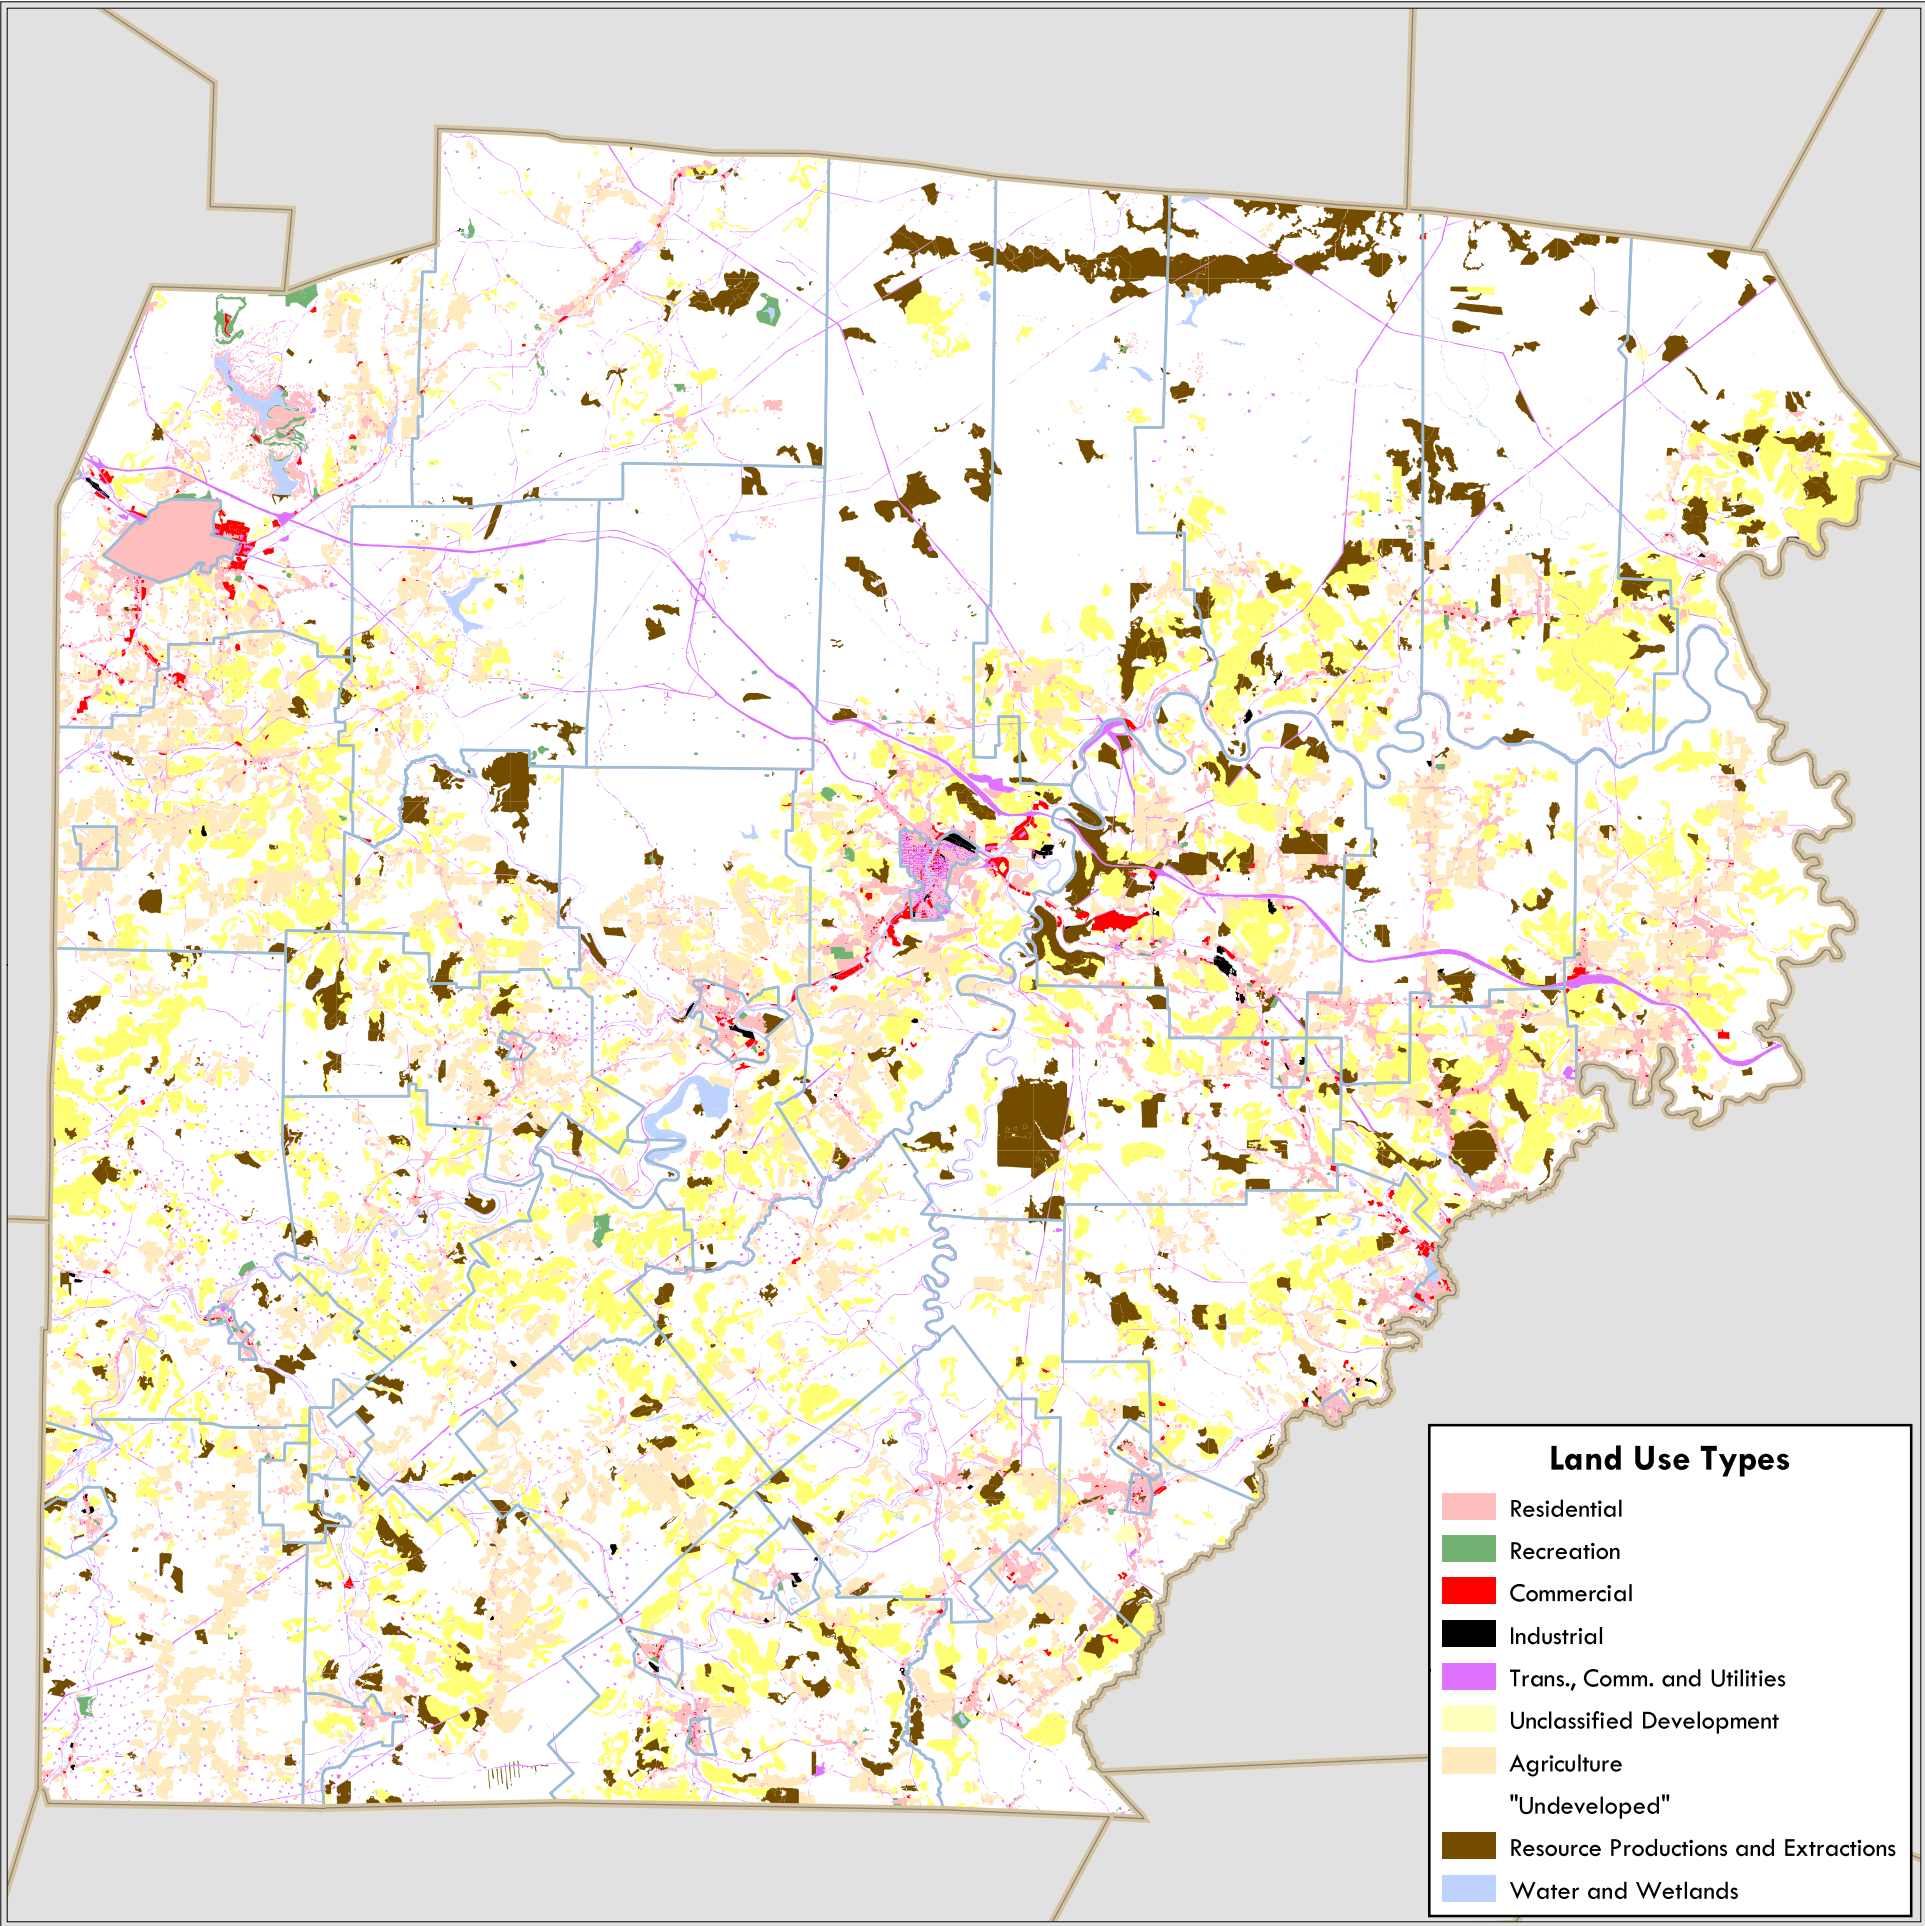 Land Use Types
Residential
Recreation
Commercial
Industrial
Trans., Comm. and Utilities
Unclassified Development
Agriculture
"Undeveloped"
Resource Productions and Extractions
Water and Wetlands